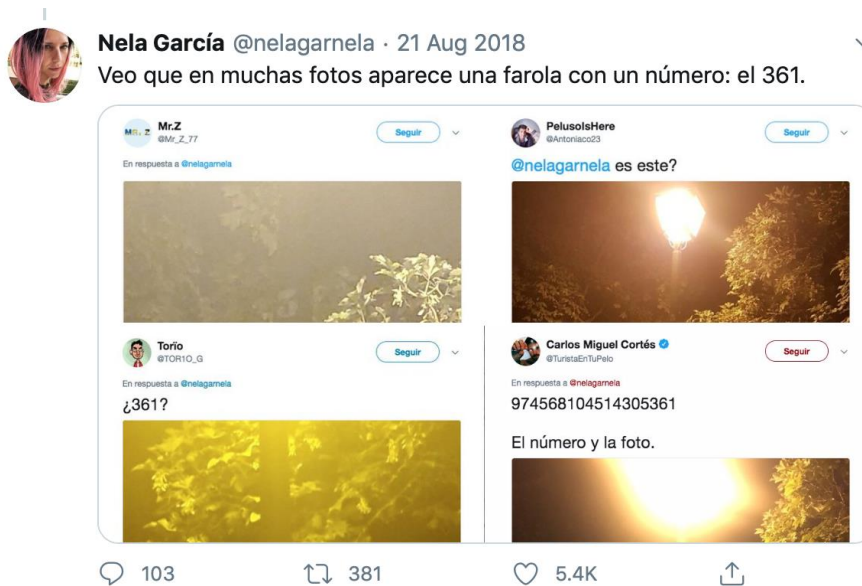 Nela García @nelagarnela · 21 Aug 2018
Veo que en muchas fotos aparece una farola con un número: el 361.
MR. Z
Mr.Z
@Mr_Z_77
Seguir
En respuesta a @nelagarnela
PelusoIsHere
@Antoniaco23
Seguir
@nelagarnela es este?
Torïo
@TOR1O_G
Seguir
En respuesta a @nelagarnela
¿361?
Carlos Miguel Cortés
@TuristaEnTuPelo
Seguir
En respuesta a @nelagarnela
974568104514305361
El número y la foto.
103
381
5.4K